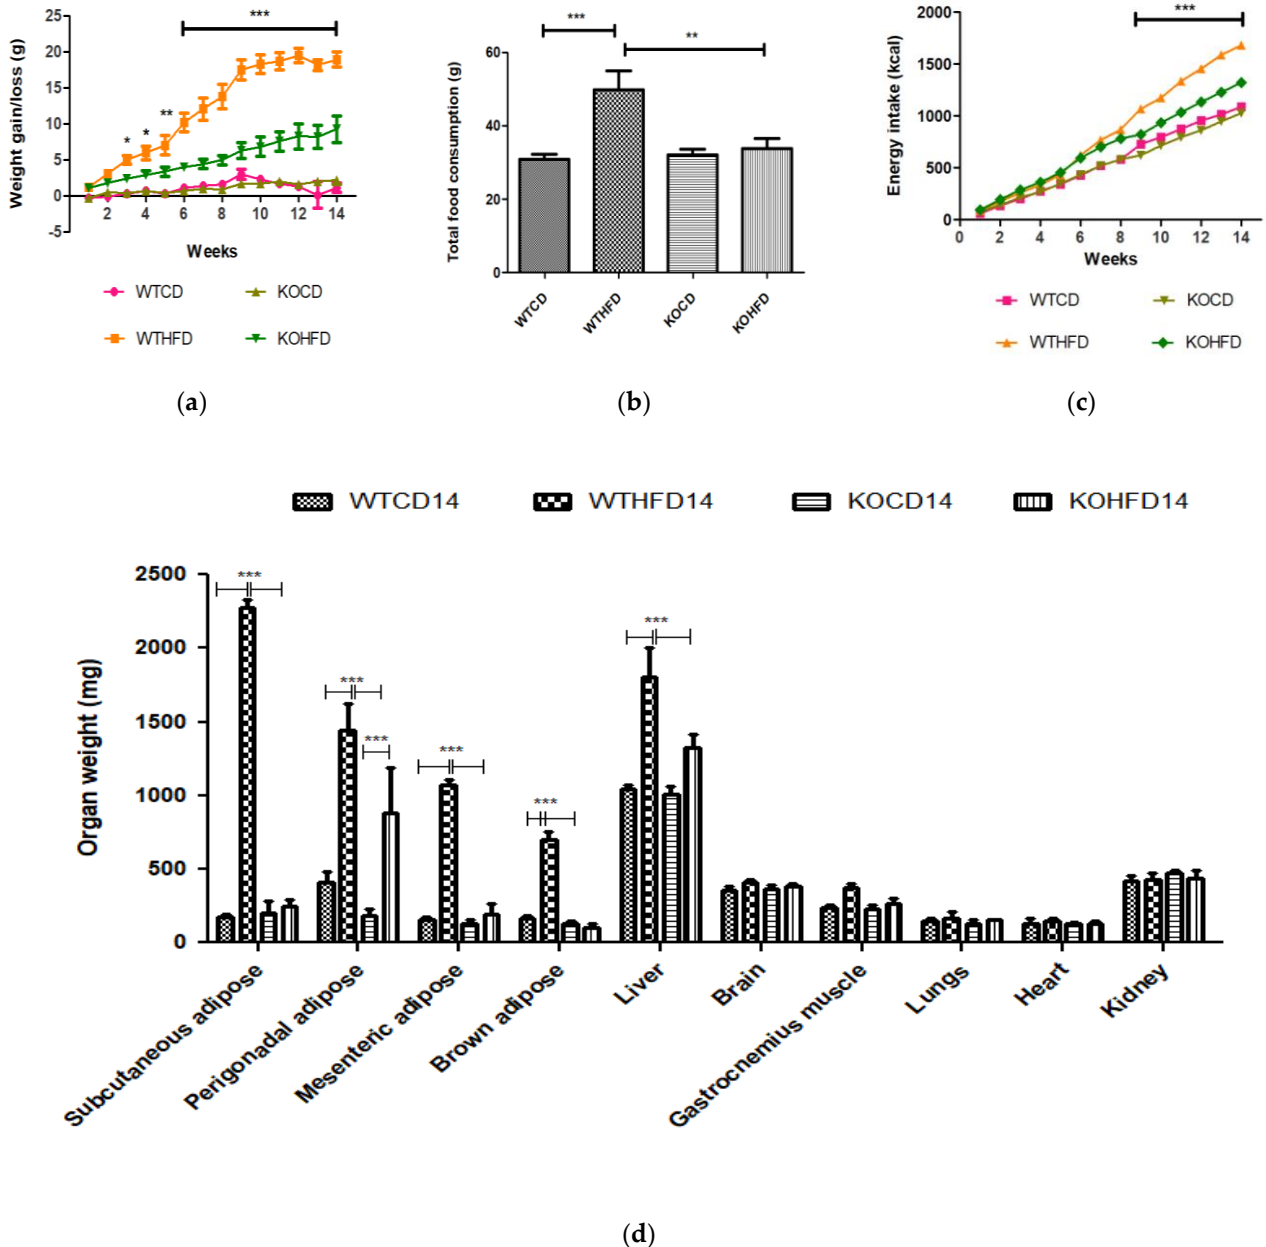 ***
25
20
15
10
5
0
-5
* * **
2 4 6 8 10 12 14
Weight gain/loss (g)
Weeks
WTCD KOCD
WTHFD KOHFD
(a)
***
**
60
40
20
0
Total food consumption (g)
WTCD WTHFD KOCD KOHFD
(b)
***
2000
1500
1000
500
0
0 2 4 6 8 10 12 14
Energy intake (kcal)
Weeks
WTCD KOCD
WTHFD KOHFD
(c)
WTCD14 WTHFD14 KOCD14 KOHFD14
2500
2000
1500
1000
500
0
Organ weight (mg)
*** *** *** *** *** ***
Subcutaneous adipose
Perigonadal adipose
Mesenteric adipose
Brown adipose
Liver
Brain
Gastrocnemius muscle
Lungs
Heart
Kidney
(d)